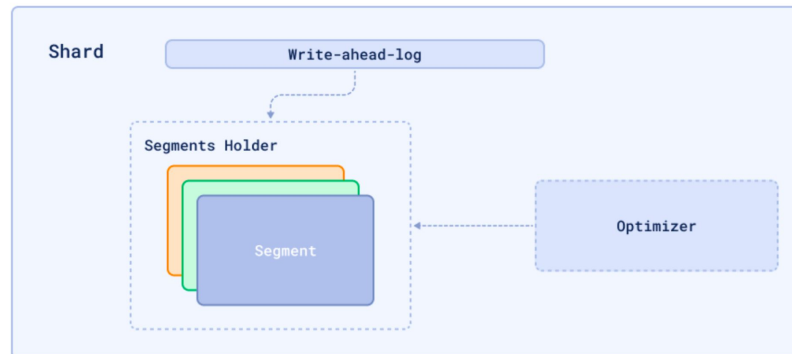 Shard
Write-ahead-log
Segments Holder
Segment
Optimizer